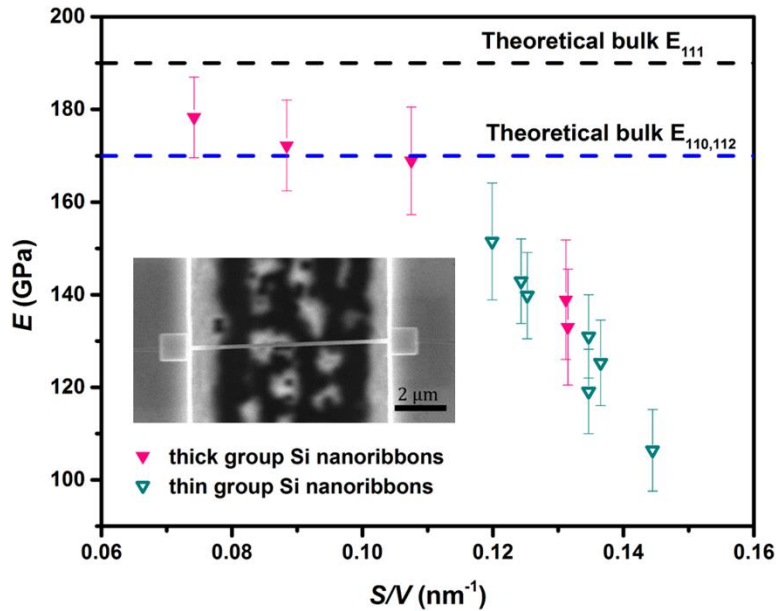 200
180
160
140
120
100
E (GPa)
Theoretical bulk E111
Theoretical bulk E110,112
2 μm
thick group Si nanoribbons
thin group Si nanoribbons
0.06 0.08 0.10 0.12 0.14 0.16
S/V (nm-1)